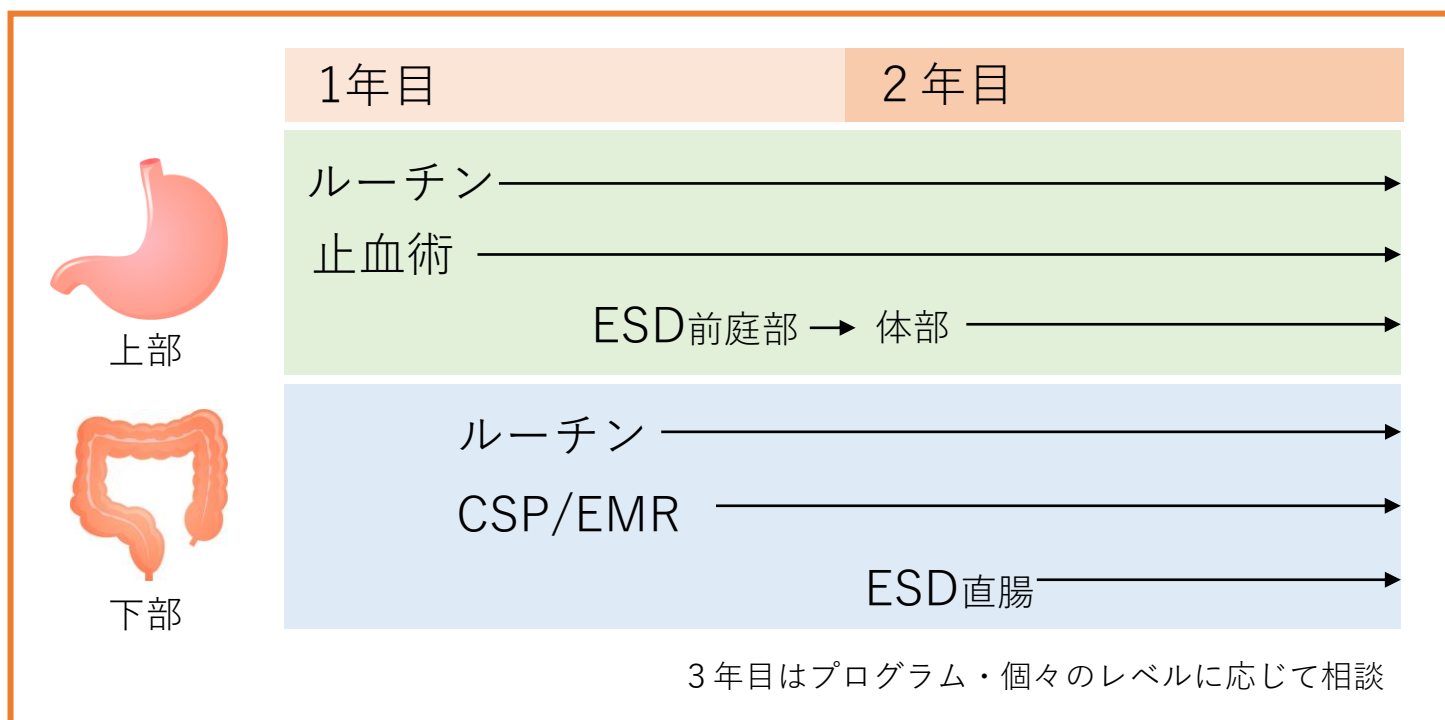 1年目 ２年目
ルーチン
止血術
ESD前庭部 体部
上部
ルーチン
CSP/EMR
ESD直腸
下部
３年目はプログラム・個々のレベルに応じて相談